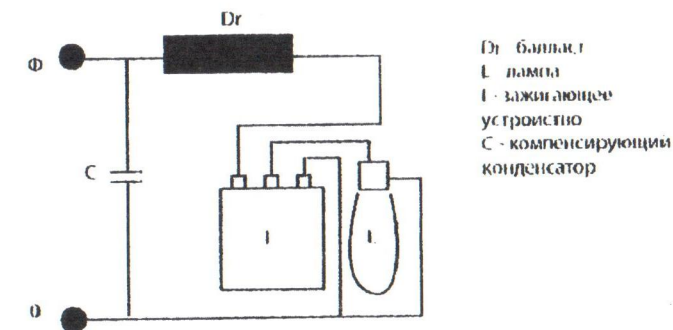 Dr
Ф
C
I
L
0
Dr балласт
L лампа
I - зажигающее
устройство
C - компенсирующий
конденсатор